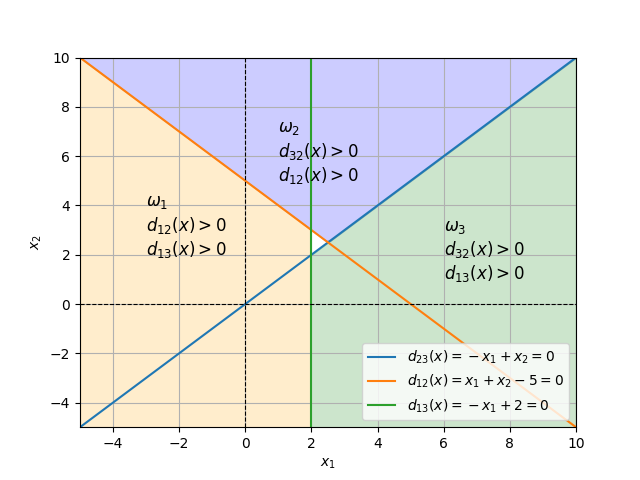 10
8
6
4
2
0
−2
−4
x₂
ω₂
d₃₂(x) > 0
d₁₂(x) > 0
ω₁
d₁₂(x) > 0
d₁₃(x) > 0
ω₃
d₃₂(x) > 0
d₁₃(x) > 0
d₂₃(x) = −x₁ + x₂ = 0
d₁₂(x) = x₁ + x₂ − 5 = 0
d₁₃(x) = −x₁ + 2 = 0
−4 −2 0 2 4 6 8 10
x₁